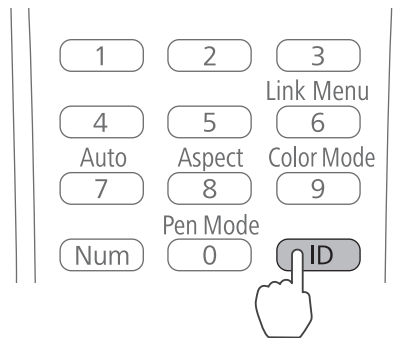 1 2 3
Link Menu
4 5 6
Auto Aspect Color Mode
7 8 9
Pen Mode
Num 0 ID